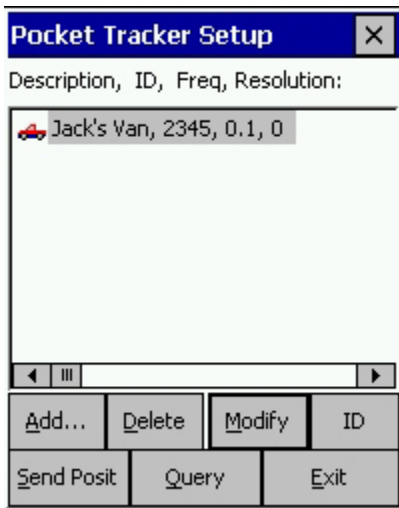 Pocket Tracker Setup
Description, ID, Freq, Resolution:
Jack's Van, 2345, 0.1, 0
Add... Delete Modify ID
Send Posit Query Exit